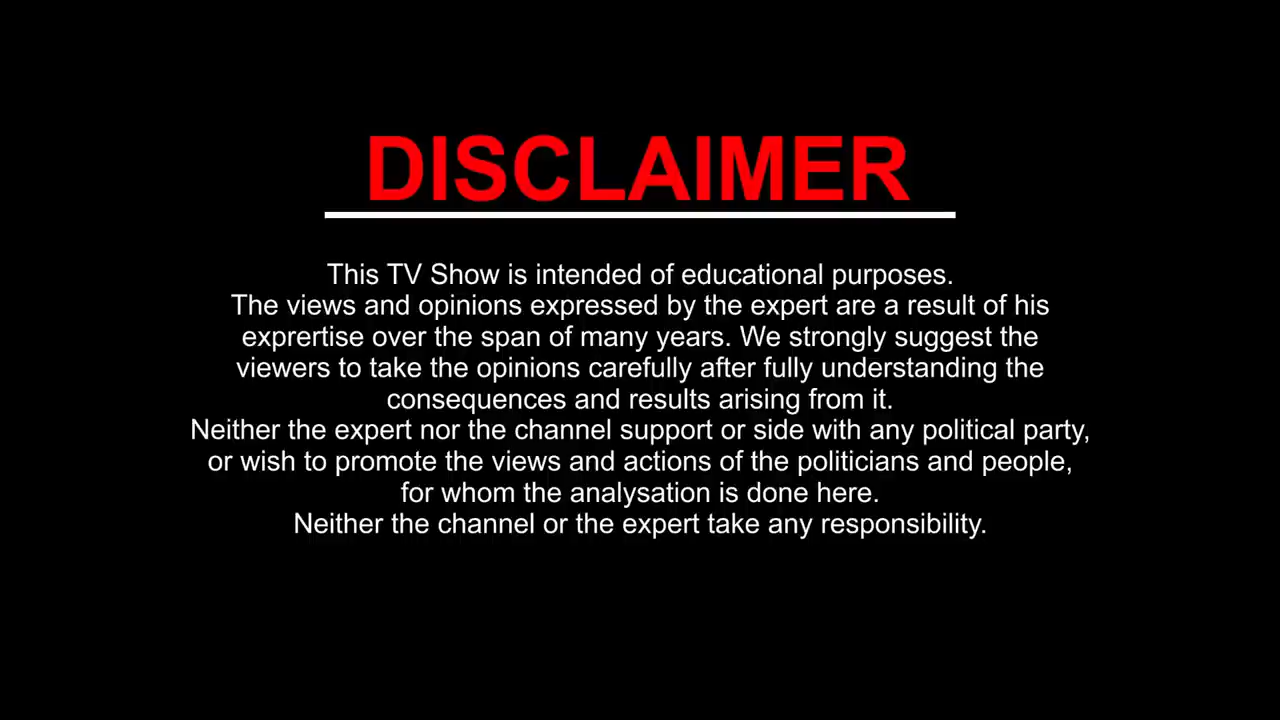 DISCLAIMER
This TV Show is intended of educational purposes.
The views and opinions expressed by the expert are a result of his
exprertise over the span of many years. We strongly suggest the
viewers to take the opinions carefully after fully understanding the
consequences and results arising from it.
Neither the expert nor the channel support or side with any political party,
or wish to promote the views and actions of the politicians and people,
for whom the analysation is done here.
Neither the channel or the expert take any responsibility.